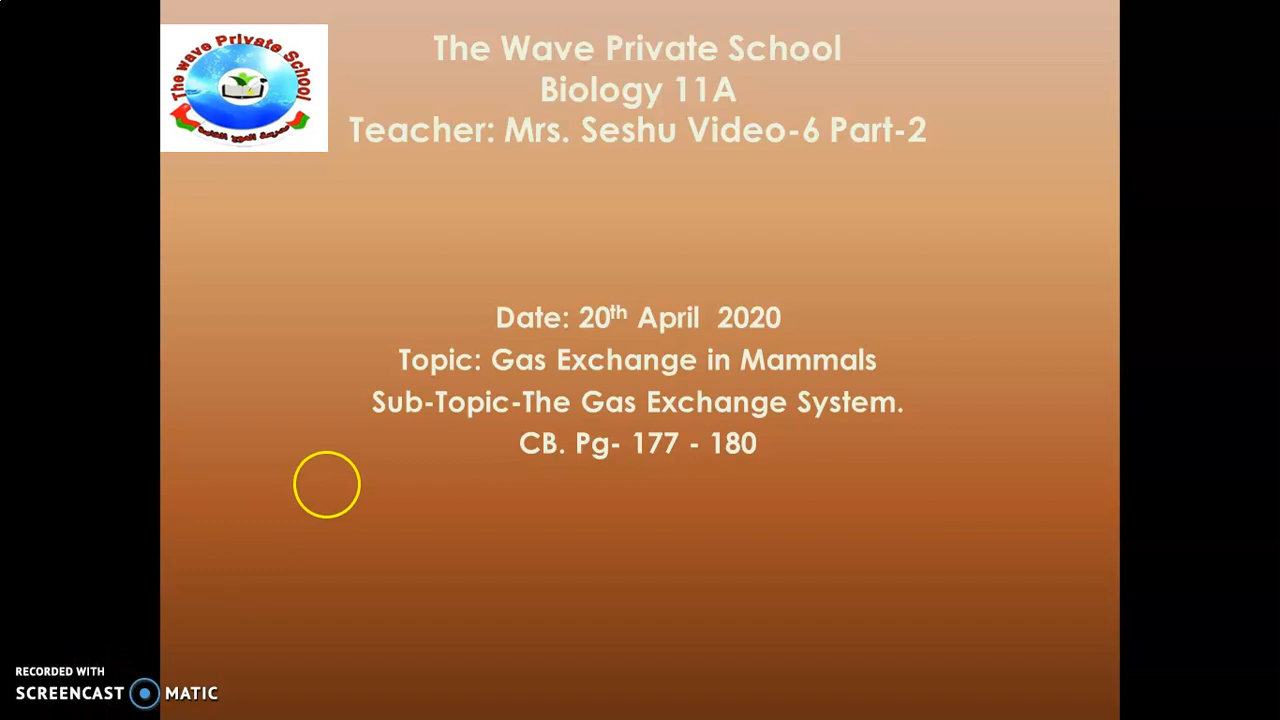 The wave Private School
The Wave Private School
Biology 11A
Teacher: Mrs. Seshu Video-6 Part-2
Date: 20th April 2020
Topic: Gas Exchange in Mammals
Sub-Topic-The Gas Exchange System.
CB. Pg- 177 - 180
RECORDED WITH
SCREENCAST MATIC